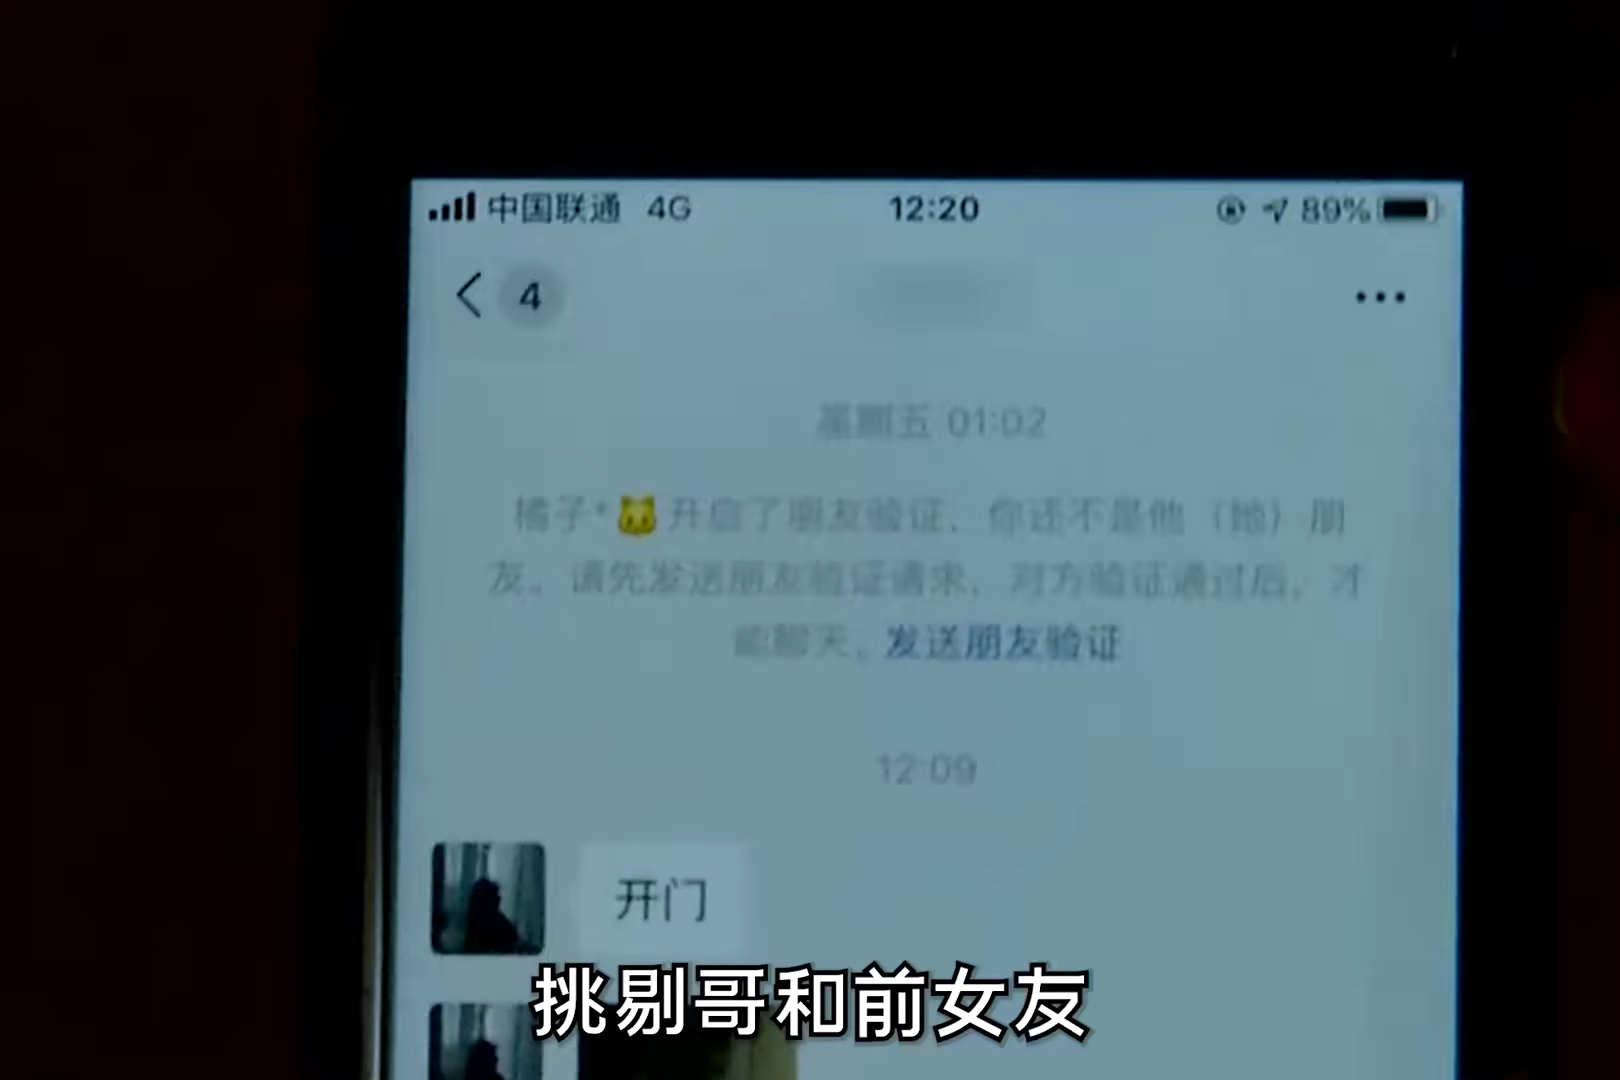 中国联通 4G 12:20 89%
4
星期五 01:02
橘子*🐱开启了朋友验证，你还不是他（她）朋
友。请先发送朋友验证请求，对方验证通过后，才
能聊天。发送朋友验证
12:09
开门
挑剔哥和前女友